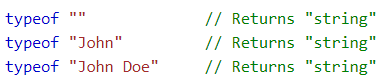 typeof ""             // Returns "string"
typeof "John"         // Returns "string"
typeof "John Doe"     // Returns "string"